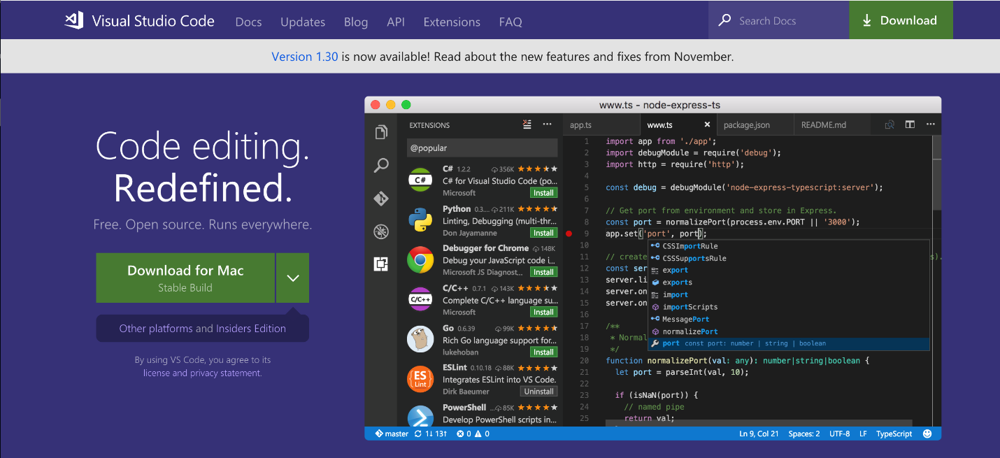 Visual Studio Code Docs Updates Blog API Extensions FAQ Search Docs Download
Version 1.30 is now available! Read about the new features and fixes from November.
Code editing.
Redefined.
Free. Open source. Runs everywhere.
Download for Mac
Stable Build
Other platforms and Insiders Edition
By using VS Code, you agree to its
license and privacy statement.
www.ts - node-express-ts
EXTENSIONS
@popular
C# 1.2.2 356K
C# for Visual Studio Code (po...
Microsoft Install
Python 0.3.... 211K
Linting, Debugging (multi-thr...
Don Jayamanne Install
Debugger for Chrome 148K
Debug your JavaScript code i...
Microsoft JS Diagnost... Install
C/C++ 0.7.1 143K
Complete C/C++ language su...
Microsoft Install
Go 0.6.39 99K
Rich Go language support for...
lukehoban Install
ESLint 0.10.18 88K
Integrates ESLint into VS Code.
Dirk Baeumer Uninstall
PowerShell ... 85K
Develop PowerShell scripts in...
C#
C/C++
ES
Lint
app.ts www.ts package.json README.md
1 import app from './app';
2 import debugModule = require('debug');
3 import http = require('http');
4
5 const debug = debugModule('node-express-typescript:server');
6
7 // Get port from environment and store in Express.
8 const port = normalizePort(process.env.PORT || '3000');
9 app.set('port', port);
10
11 // create s).
12 const ser
13 server.li
14 server.on
15 server.on
16
17 /**
18 * Normal
19 */
20 function normalizePort(val: any): number|string|boolean {
21 let port = parseInt(val, 10);
22
23 if (isNaN(port)) {
24 // named pipe
25 return val;
CSSImportRule
CSSSupportsRule
export
exports
import
importScripts
MessagePort
normalizePort
port const port: number | string | boolean
master 1↓ 13↑ 0 0 Ln 9, Col 21 Spaces: 2 UTF-8 LF TypeScript